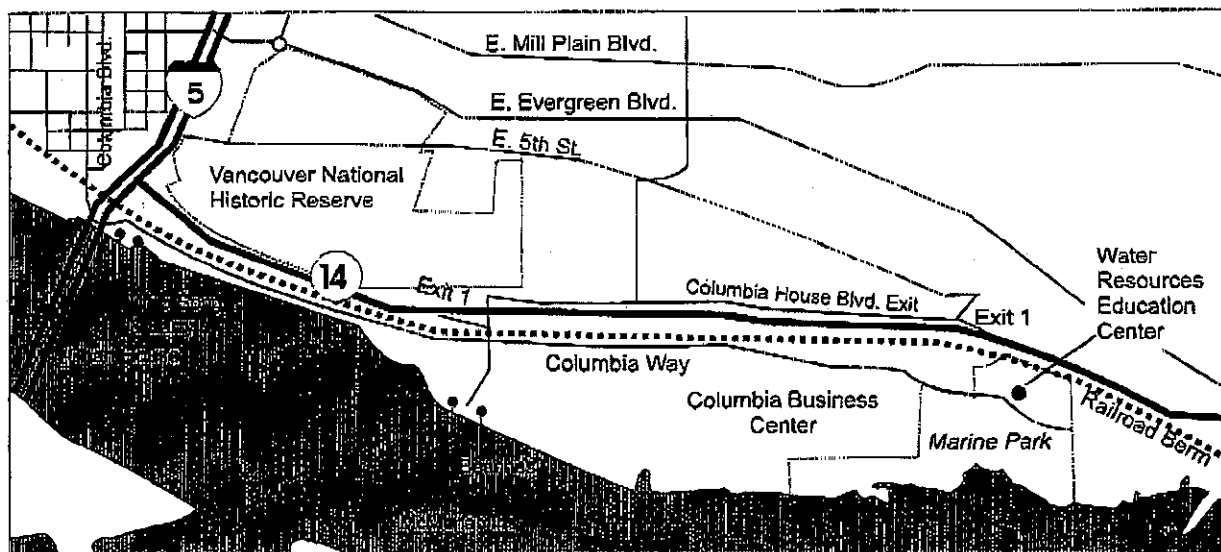 E. Mill Plain Blvd.
Columbia Blvd.
5
E. Evergreen Blvd.
E. 5th St.
Vancouver National
Historic Reserve
14
Exit 1
Columbia House Blvd. Exit
Exit 1
Water
Resources
Education
Center
Columbia Way
Columbia Business
Center
Marine Park
Railroad Berm